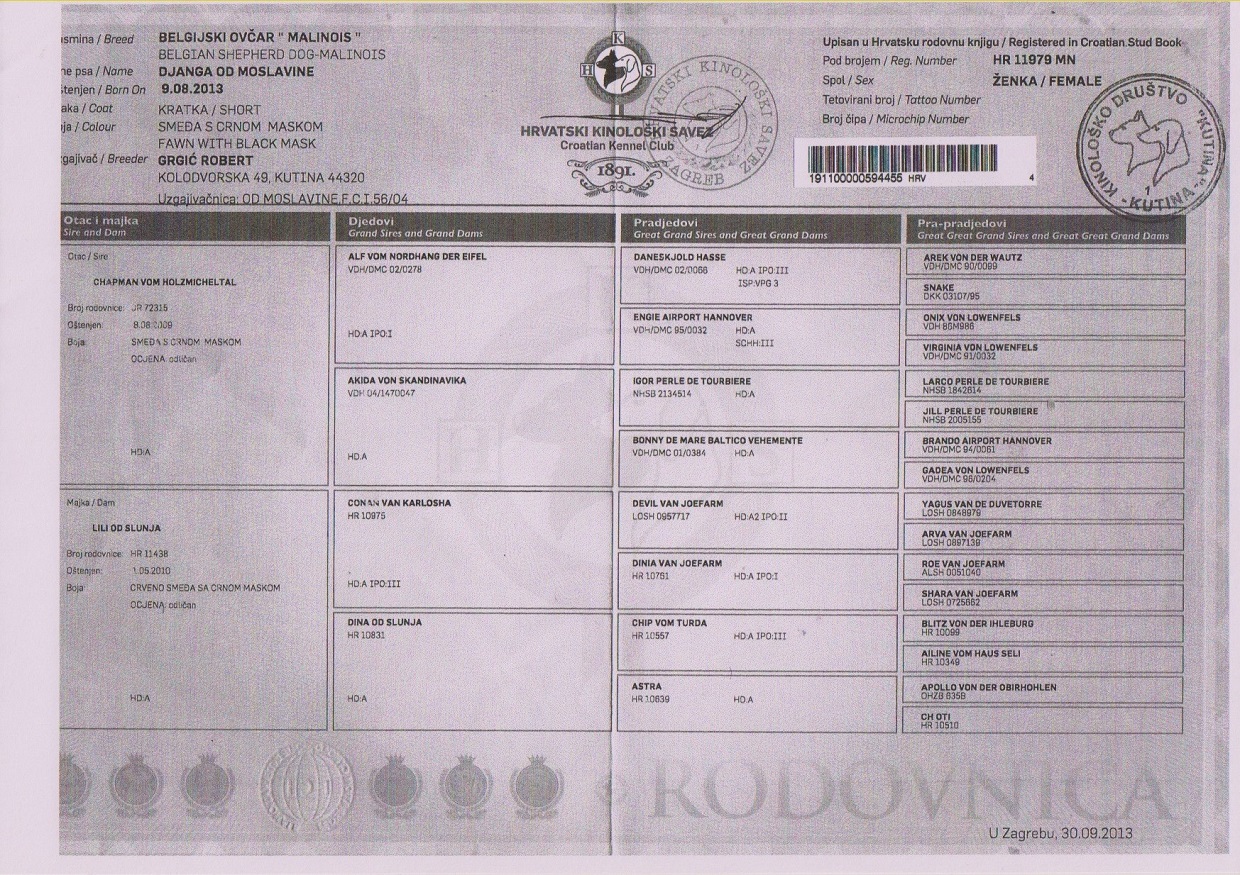 asmina / Breed BELGIJSKI OVČAR " MALINOIS "
BELGIAN SHEPHERD DOG-MALINOIS
ne psa / Name DJANGA OD MOSLAVINE
štenjen / Born On 9.08.2013
aka / Coat KRATKA / SHORT
oja / Colour SMEĐA S CRNOM MASKOM
FAWN WITH BLACK MASK
zgajivač / Breeder GRGIĆ ROBERT
KOLODVORSKA 49, KUTINA 44320
Uzgajivačnica: OD MOSLAVINE,F.C.I.56/04
K
H S
HRVATSKI KINOLOŠKI SAVEZ
Croatian Kennel Club
1891.
HRVATSKI KINOLOŠKI SAVEZ
ZAGREB
Upisan u Hrvatsku rodovnu knjigu / Registered in Croatian Stud Book
Pod brojem / Reg. Number HR 11979 MN
Spol / Sex ŽENKA / FEMALE
Tetovirani broj / Tattoo Number
Broj čipa / Microchip Number
191100000594455 HRV 4
KINOLOŠKO DRUŠTVO "KUTINA"
1
- KUTINA -
Otac i majka
Sire and Dam
Djedovi
Grand Sires and Grand Dams
Pradjedovi
Great Grand Sires and Great Grand Dams
Pra-pradjedovi
Great Great Grand Sires and Great Great Grand Dams
Otac / Sire
CHAPMAN VOM HOLZMICHELTAL
Broj rodovnice: JR 72315
Oštenjen: 8.08.2009
Boja: SMEĐA S CRNOM MASKOM
OCJENA: odličan
HD:A
Majka / Dam
LILI OD SLUNJA
Broj rodovnice: HR 11438
Oštenjen: 1.05.2010
Boja: CRVENO SMEĐA SA CRNOM MASKOM
OCJENA: odličan
HD:A
ALF VOM NORDHANG DER EIFEL
VDH/DMC 02/0278
HD:A IPO:I
AKIDA VON SKANDINAVIKA
VDH 04/1470047
HD:A
CONAN VAN KARLOSHA
HR 10975
HD:A IPO:III
DINA OD SLUNJA
HR 10831
HD:A
DANESKJOLD HASSE
VDH/DMC 02/0066 HD:A IPO:III
ISP:VPG 3
ENGIE AIRPORT HANNOVER
VDH/DMC 95/0032 HD:A
SCHH:III
IGOR PERLE DE TOURBIERE
NHSB 2134514 HD:A
BONNY DE MARE BALTICO VEHEMENTE
VDH/DMC 01/0384 HD:A
DEVIL VAN JOEFARM
LOSH 0957717 HD:A2 IPO:II
DINIA VAN JOEFARM
HR 10761 HD:A IPO:I
CHIP VOM TURDA
HR 10557 HD:A IPO:III
ASTRA
HR 10639 HD:A
AREK VON DER WAUTZ
VDH/DMC 90/0099
SNAKE
DKK 03107/95
ONIX VON LOWENFELS
VDH 86M986
VIRGINIA VON LOWENFELS
VDH/DMC 91/0032
LARCO PERLE DE TOURBIERE
NHSB 1842614
JILL PERLE DE TOURBIERE
NHSB 2005155
BRANDO AIRPORT HANNOVER
VDH/DMC 94/0061
GADEA VON LOWENFELS
VDH/DMC 98/0204
YAGUS VAN DE DUVETORRE
LOSH 0848979
ARVA VAN JOEFARM
LOSH 0897139
ROE VAN JOEFARM
ALSH 0051040
SHARA VAN JOEFARM
LOSH 0725662
BLITZ VON DER IHLEBURG
HR 10099
AILINE VOM HAUS SELI
HR 10349
APOLLO VON DER OBIRHOHLEN
OHZB 635B
CH OTI
HR 10510
RODOVNICA
U Zagrebu, 30.09.2013